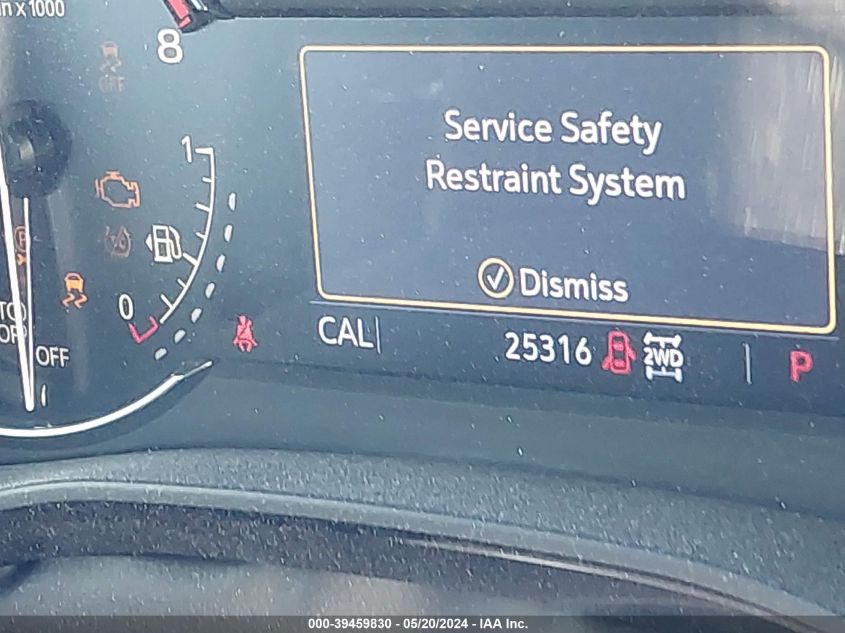 n x 1000
8
OFF
1
Service Safety
Restraint System
Dismiss
0
OFF
CAL
25316
2WD
P
000-39459830 - 05/20/2024 - IAA Inc.